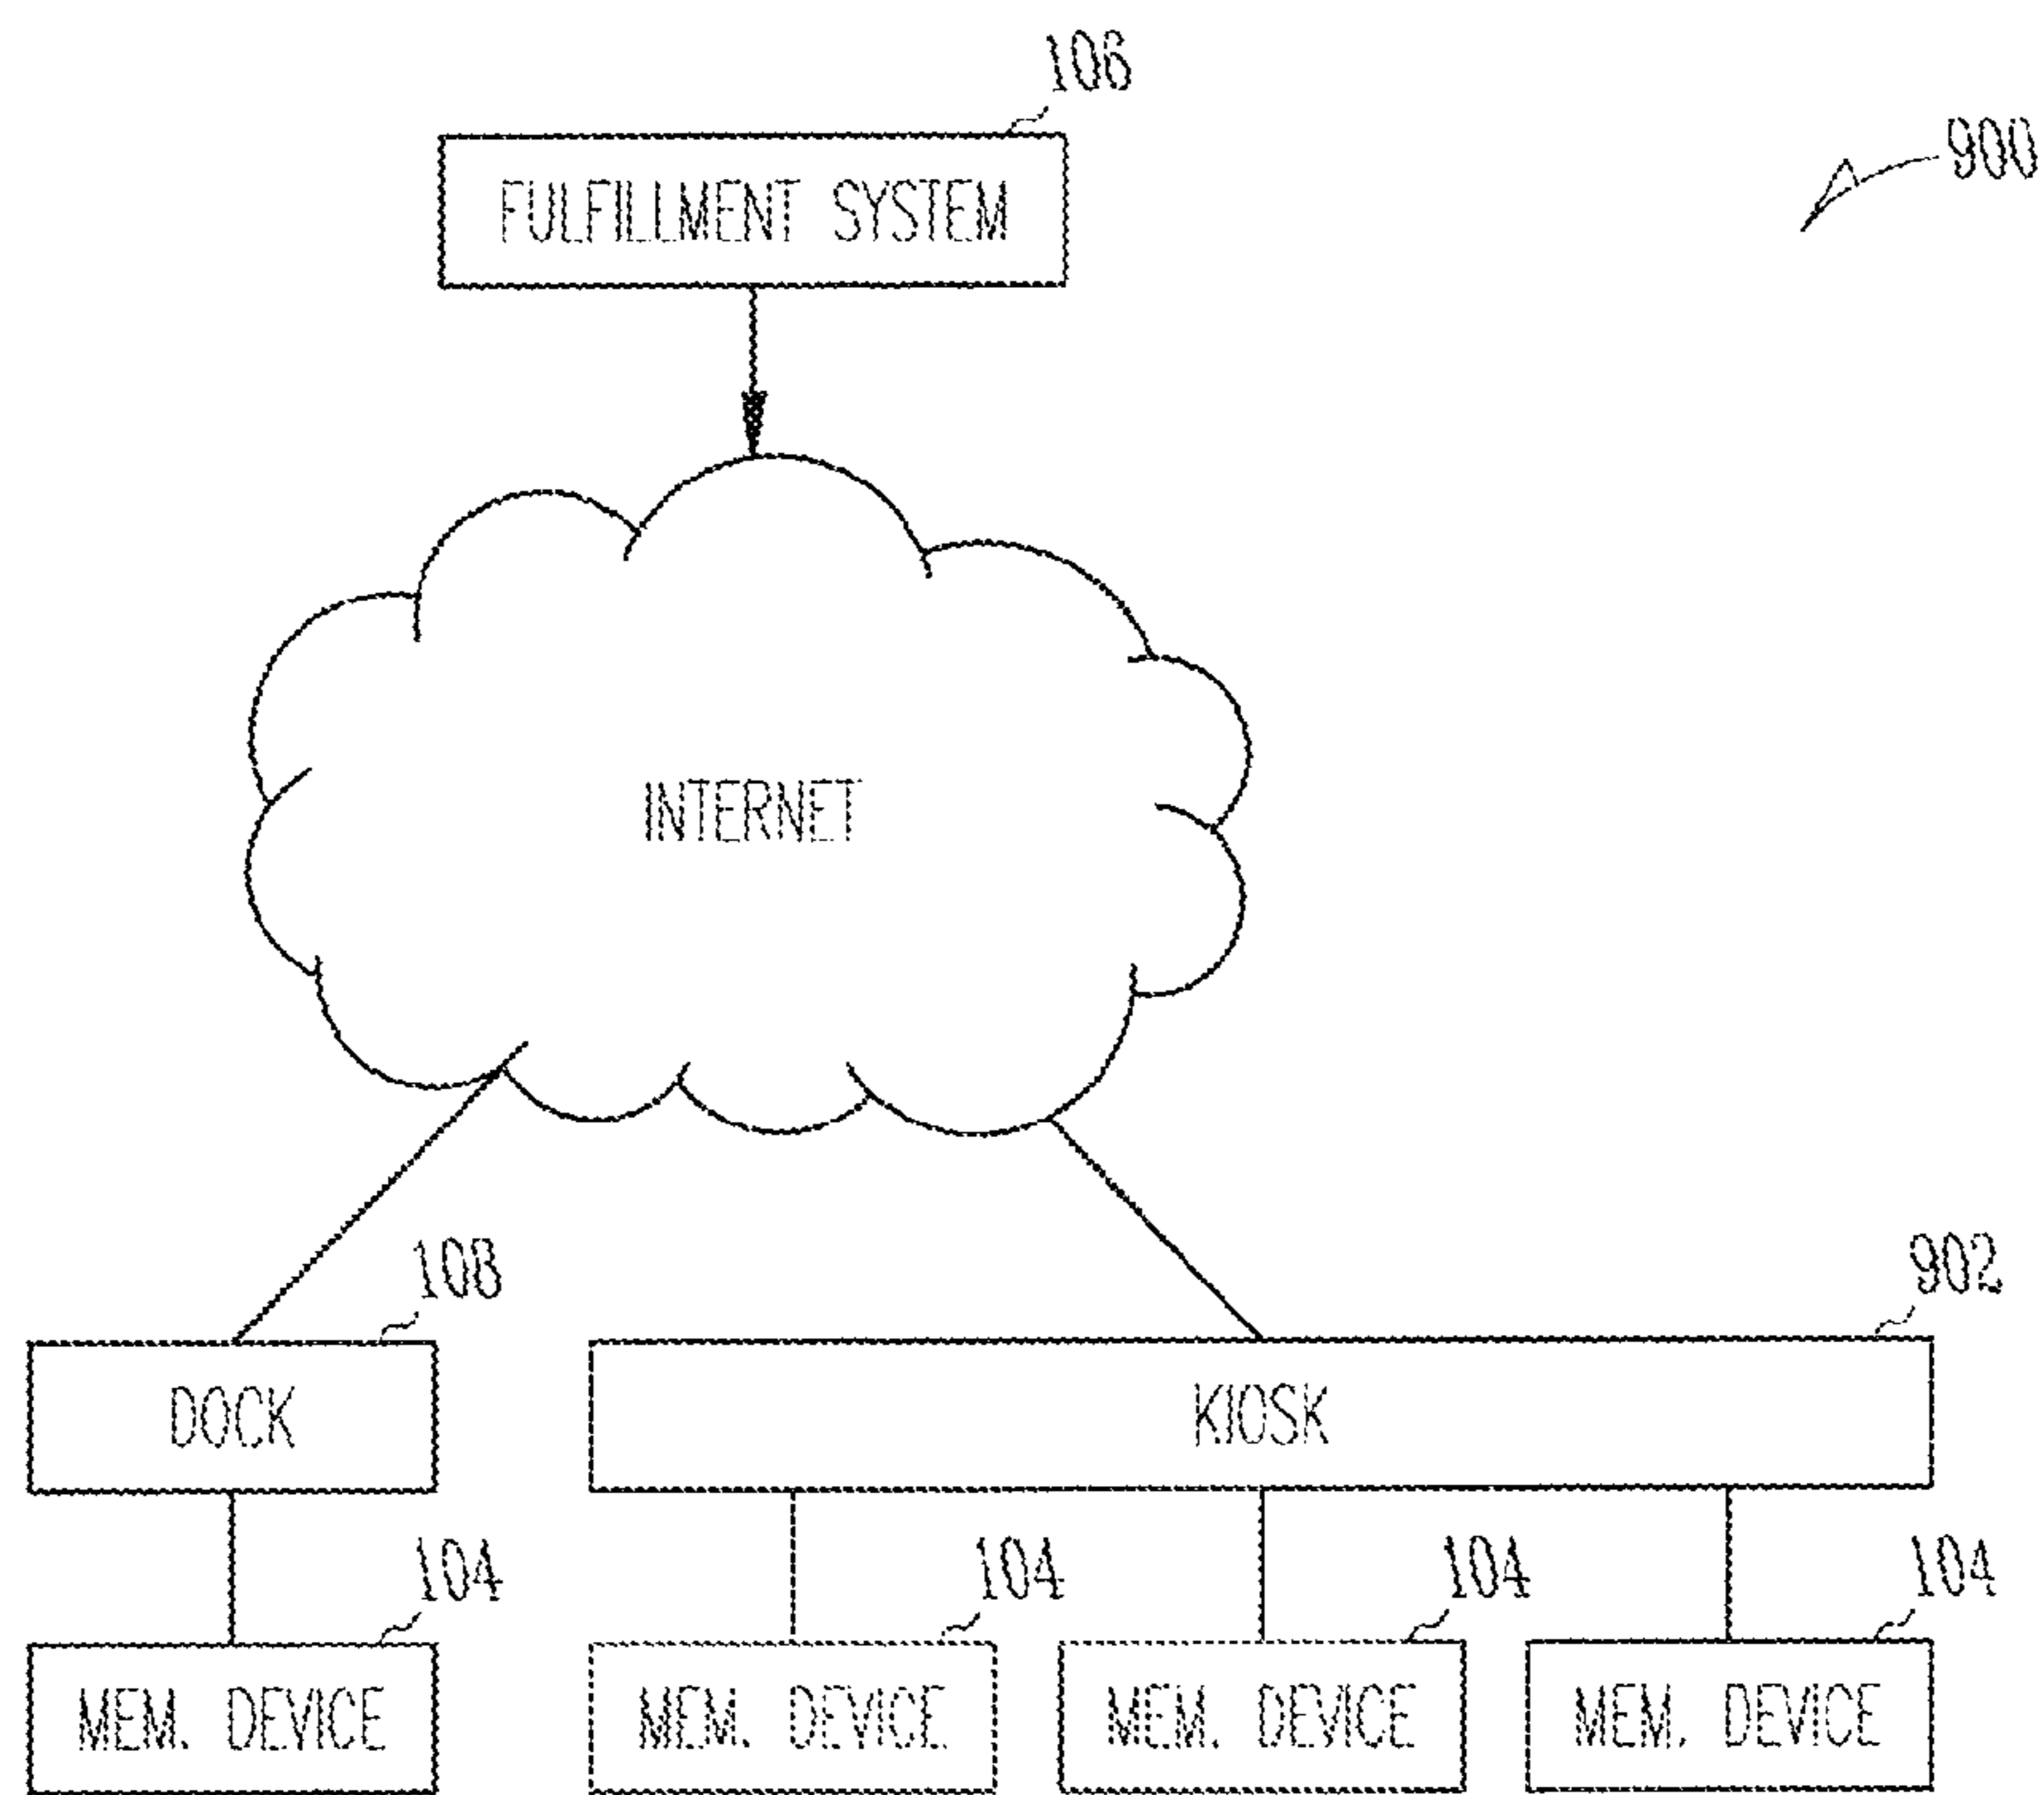 106
900
FULFILLMENT SYSTEM
INTERNET
108
902
DOCK
KIOSK
104
104
104
104
MEM. DEVICE
MEM. DEVICE
MEM. DEVICE
MEM. DEVICE